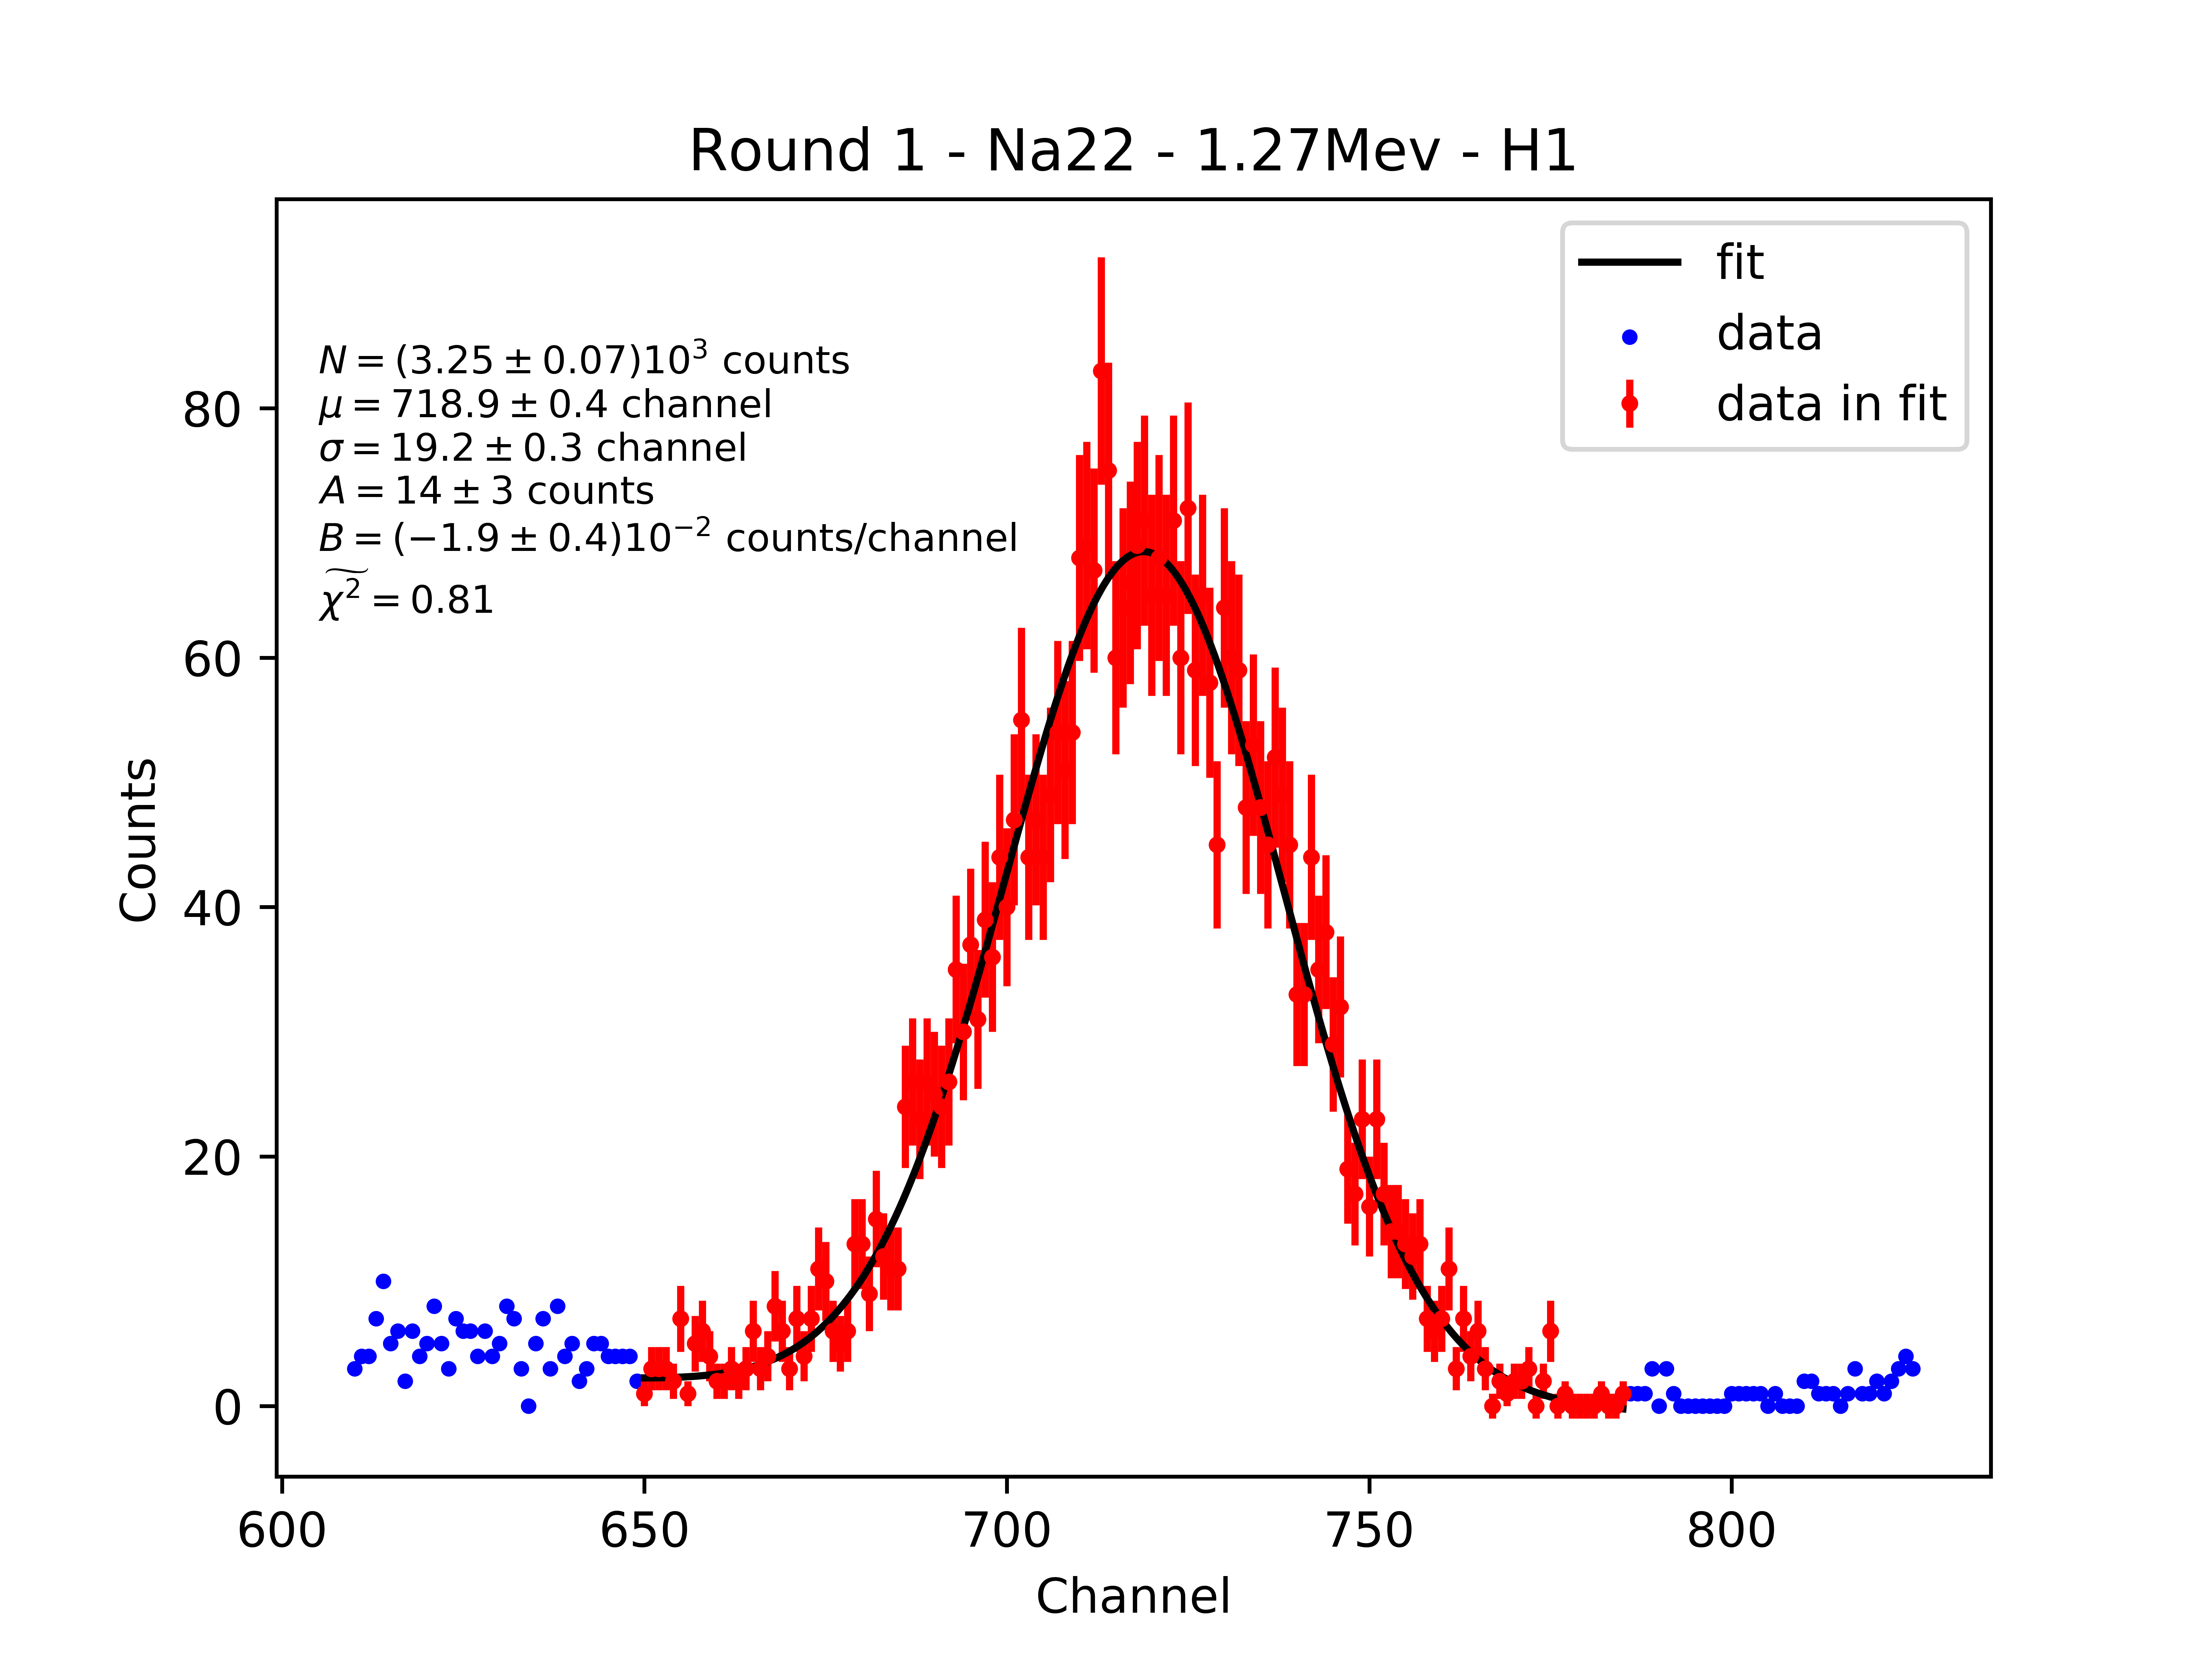 Round 1 - Na22 - 1.27Mev - H1
fit
data
data in fit
N = (3.25 ± 0.07)10³ counts
μ = 718.9 ± 0.4 channel
σ = 19.2 ± 0.3 channel
A = 14 ± 3 counts
B = (−1.9 ± 0.4)10⁻² counts/channel
χ̃² = 0.81
Counts
80
60
40
20
0
600 650 700 750 800
Channel